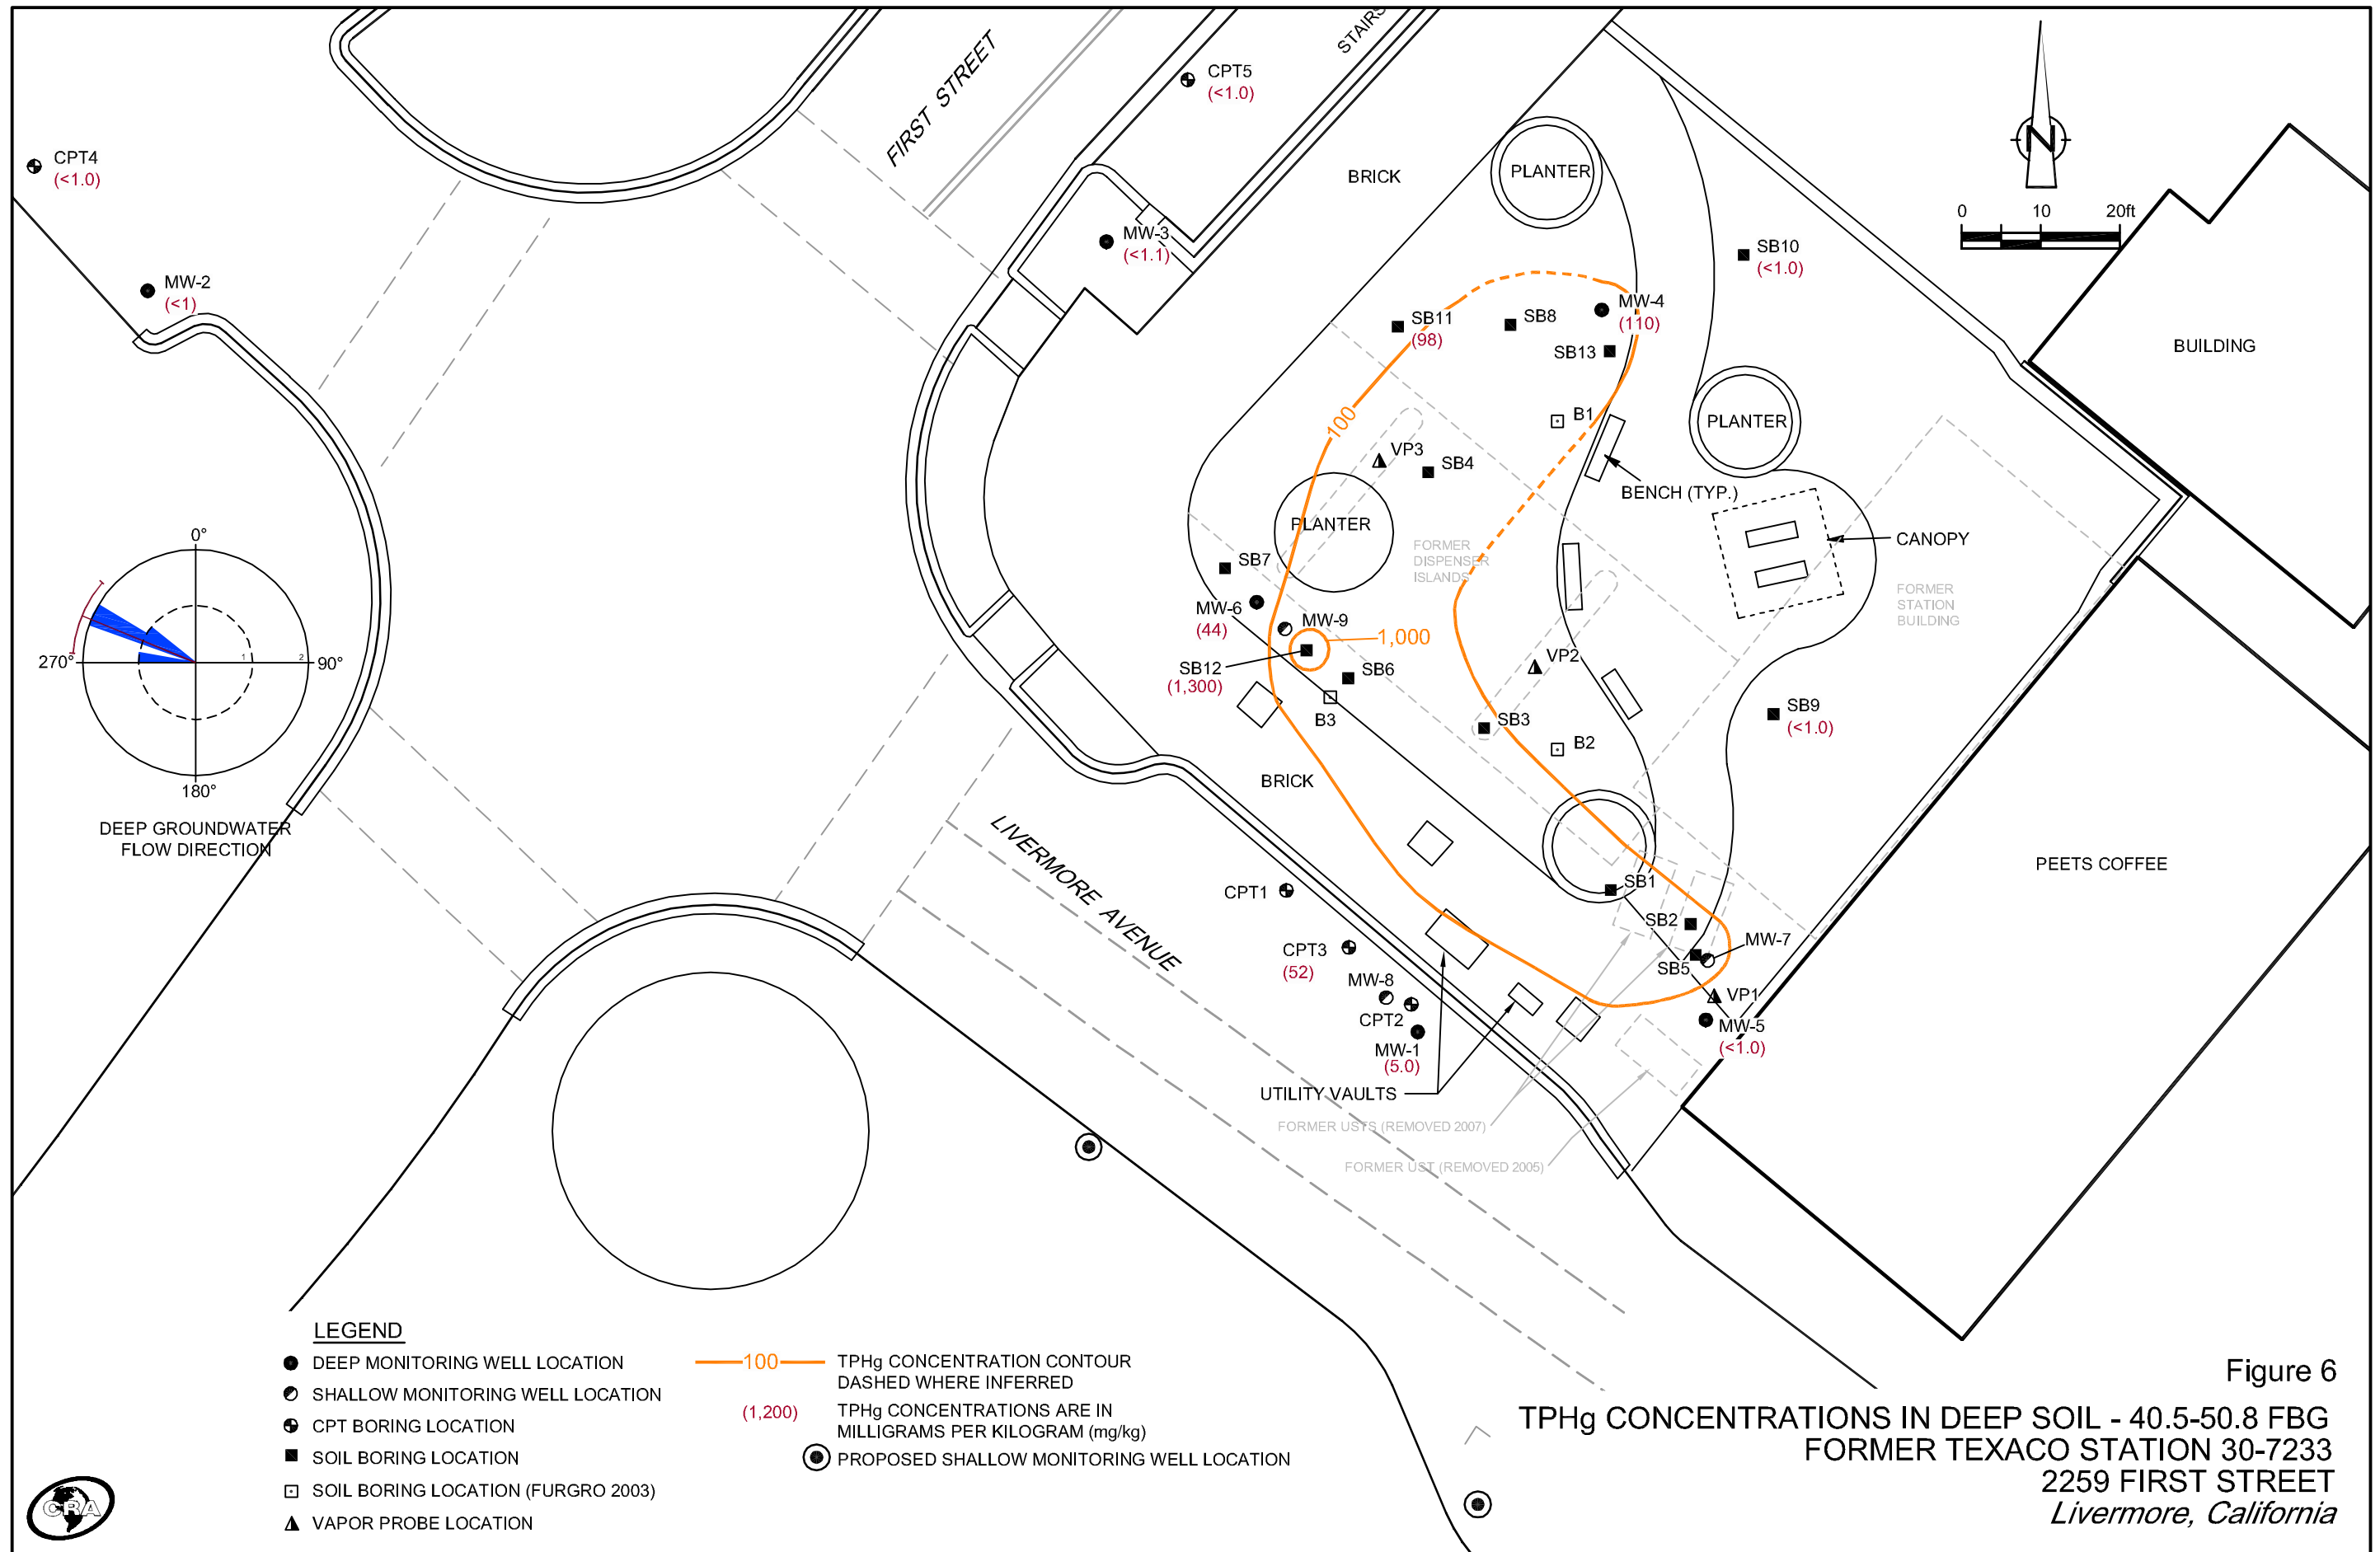 STAIRS
FIRST STREET
CPT5
(<1.0)
CPT4
(<1.0)
BRICK
PLANTER
N
0 10 20ft
MW-3
(<1.1)
SB10
(<1.0)
MW-2
(<1)
MW-4
(110)
SB11
(98)
SB8
SB13
BUILDING
100
B1
PLANTER
VP3
SB4
BENCH (TYP.)
PLANTER
CANOPY
FORMER
DISPENSER
ISLANDS
SB7
FORMER
STATION
BUILDING
MW-6
(44)
MW-9
1,000
SB12
(1,300)
SB6
B3
VP2
SB3
B2
SB9
(<1.0)
0°
270°
1
2
90°
180°
DEEP GROUNDWATER
FLOW DIRECTION
BRICK
LIVERMORE AVENUE
PEETS COFFEE
CPT1
SB1
SB2
MW-7
SB5
CPT3
(52)
MW-8
CPT2
VP1
MW-5
(<1.0)
MW-1
(5.0)
UTILITY VAULTS
FORMER USTS (REMOVED 2007)
FORMER UST (REMOVED 2005)
LEGEND
DEEP MONITORING WELL LOCATION
SHALLOW MONITORING WELL LOCATION
CPT BORING LOCATION
SOIL BORING LOCATION
SOIL BORING LOCATION (FURGRO 2003)
VAPOR PROBE LOCATION
100 TPHg CONCENTRATION CONTOUR
DASHED WHERE INFERRED
(1,200) TPHg CONCENTRATIONS ARE IN
MILLIGRAMS PER KILOGRAM (mg/kg)
PROPOSED SHALLOW MONITORING WELL LOCATION
CRA
Figure 6
TPHg CONCENTRATIONS IN DEEP SOIL - 40.5-50.8 FBG
FORMER TEXACO STATION 30-7233
2259 FIRST STREET
Livermore, California